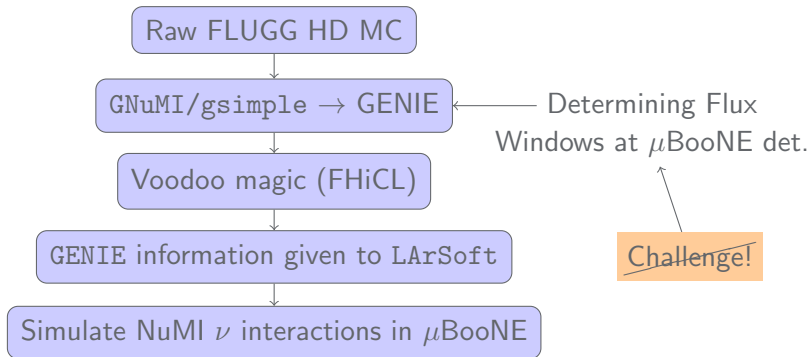 Raw FLUGG HD MC
GNuMI/gsimple → GENIE
Determining Flux
Windows at μBooNE det.
Voodoo magic (FHiCL)
GENIE information given to LArSoft
Challenge!
Simulate NuMI ν interactions in μBooNE